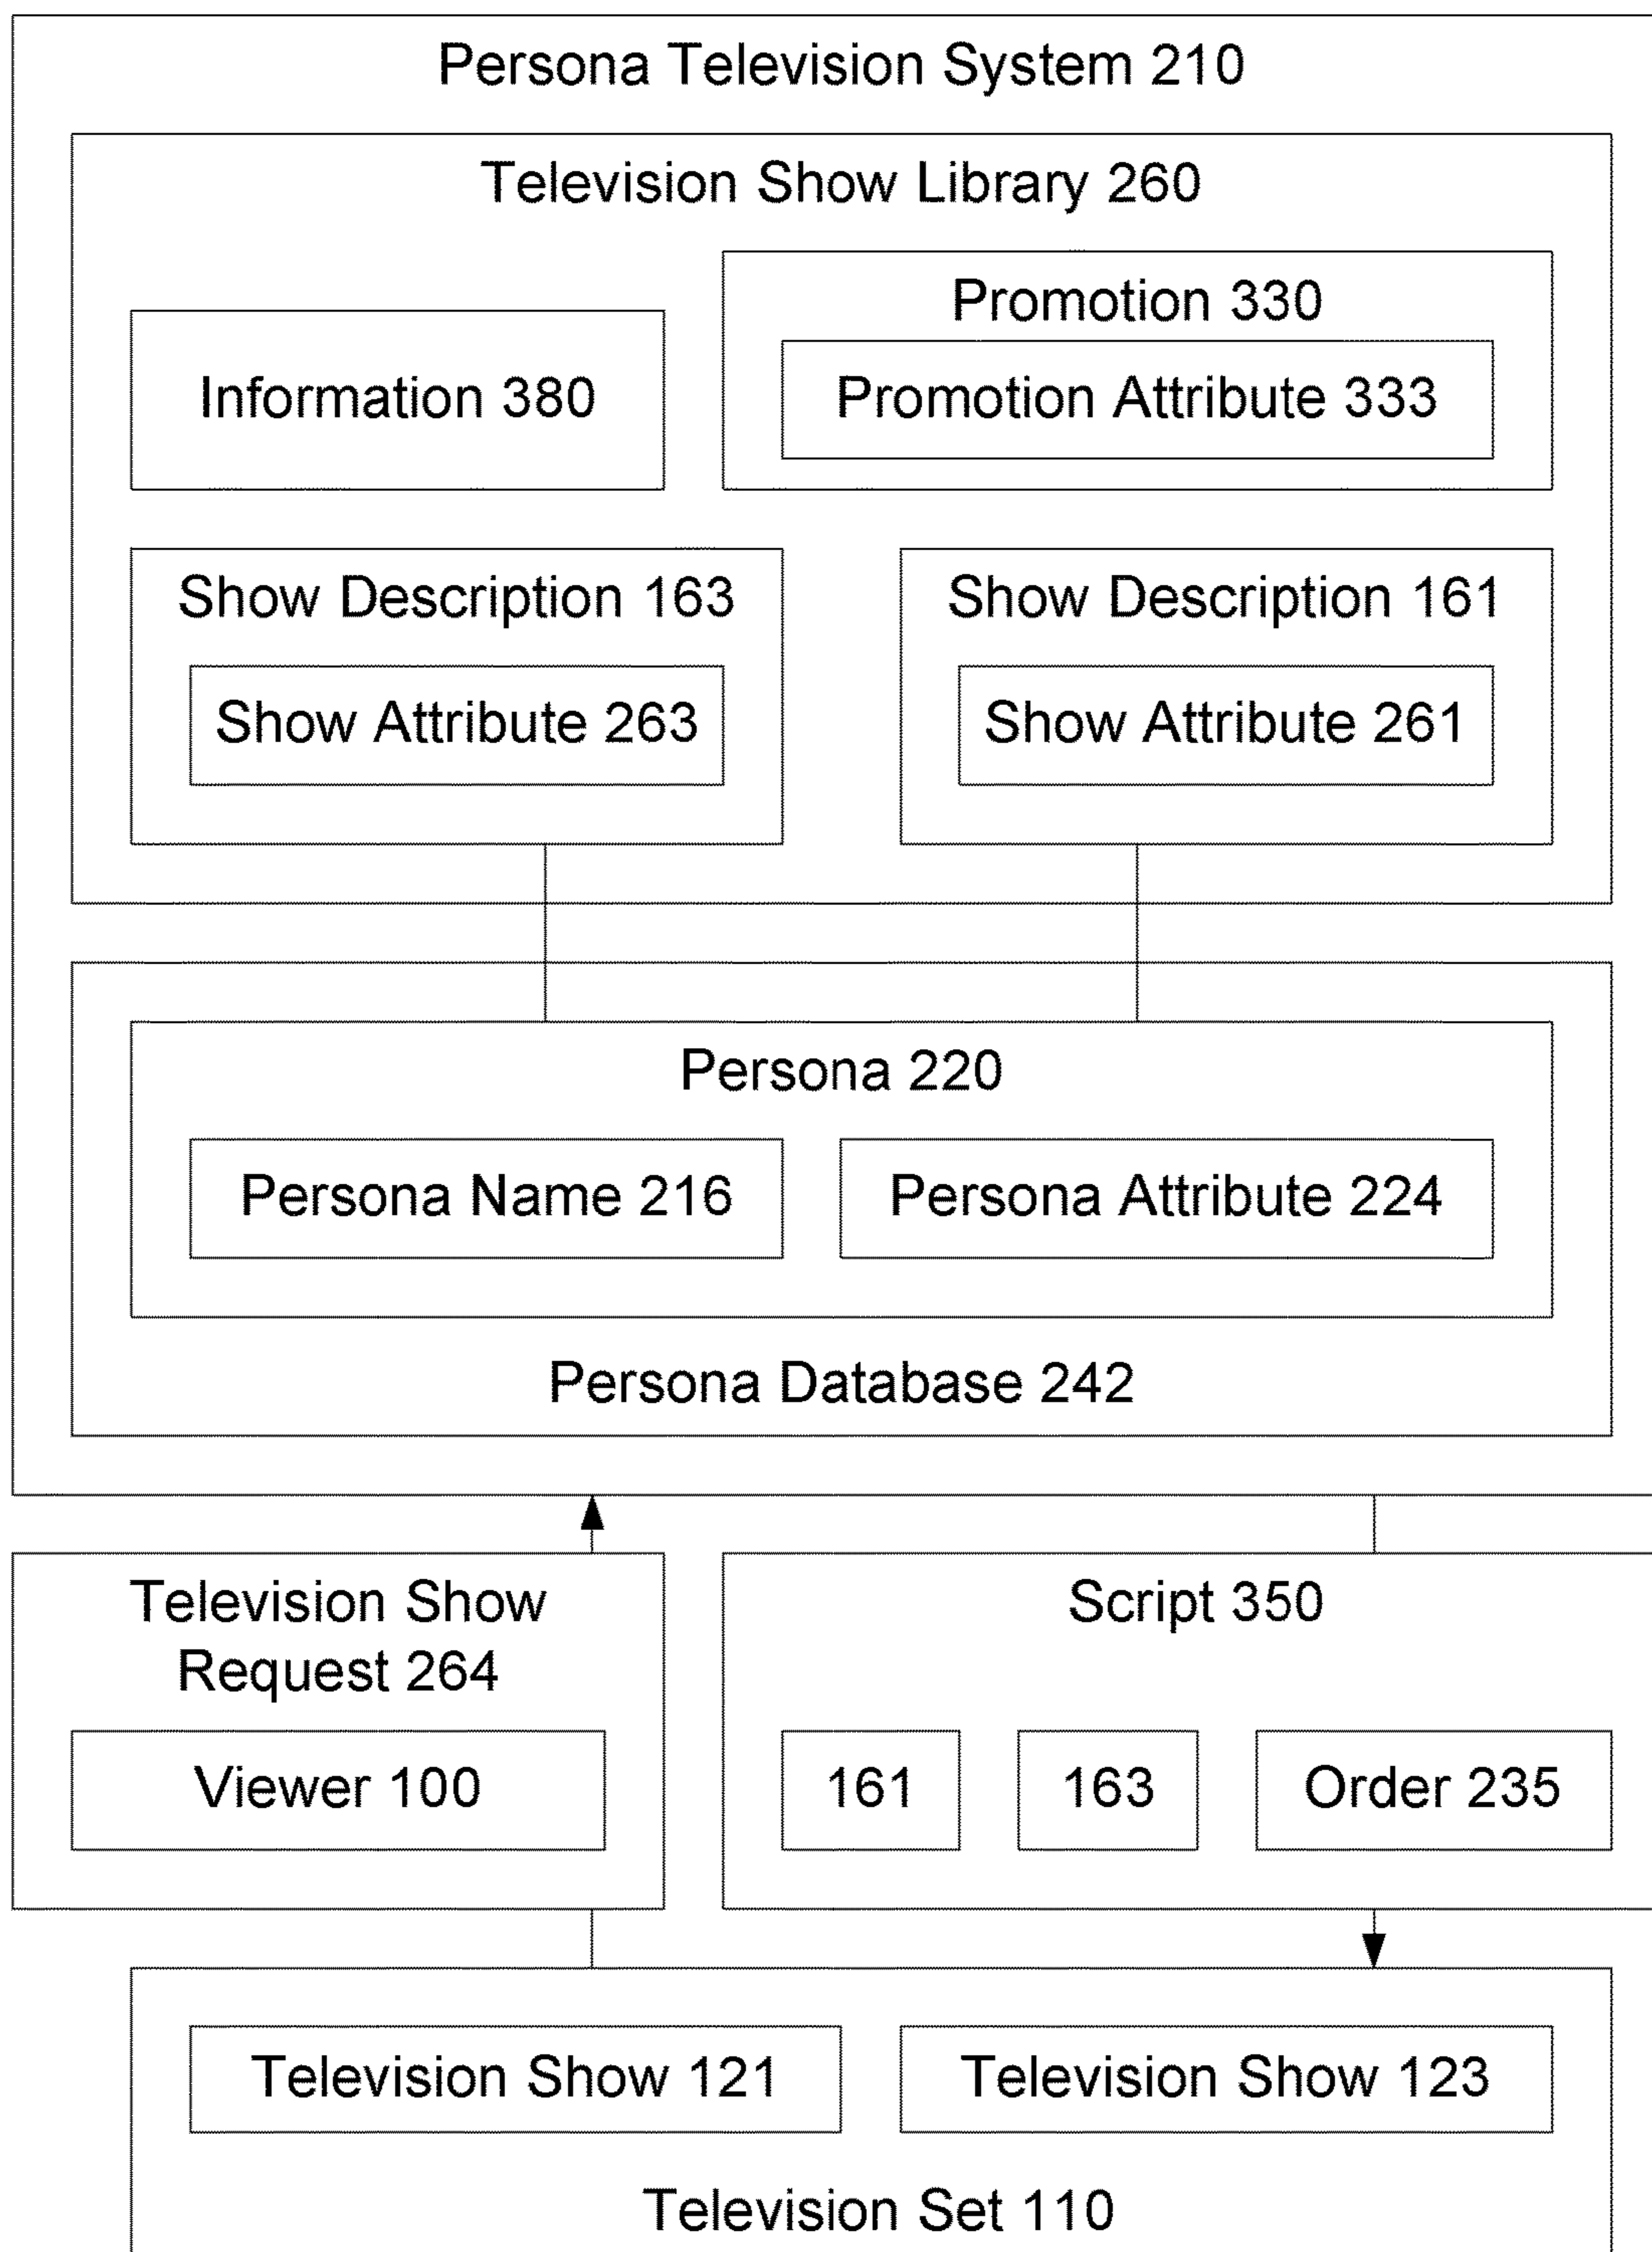 Persona Television System 210
Television Show Library 260
Information 380
Promotion 330
Promotion Attribute 333
Show Description 163
Show Attribute 263
Show Description 161
Show Attribute 261
Persona 220
Persona Name 216
Persona Attribute 224
Persona Database 242
Television Show
Request 264
Viewer 100
Script 350
161
163
Order 235
Television Show 121
Television Show 123
Television Set 110